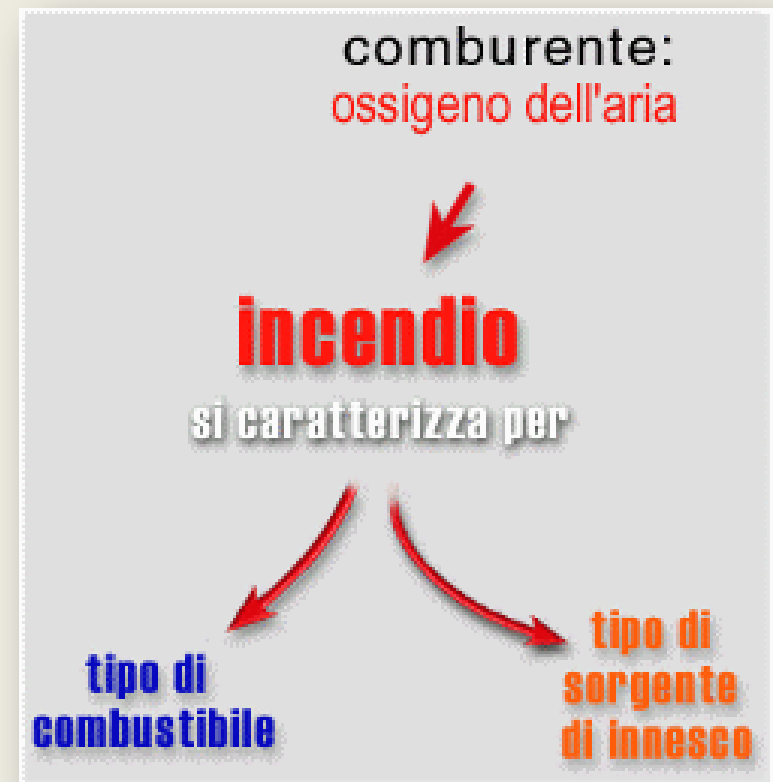 comburente:
ossigeno dell'aria
incendio
si caratterizza per
tipo di
combustibile
tipo di
sorgente
di innesco